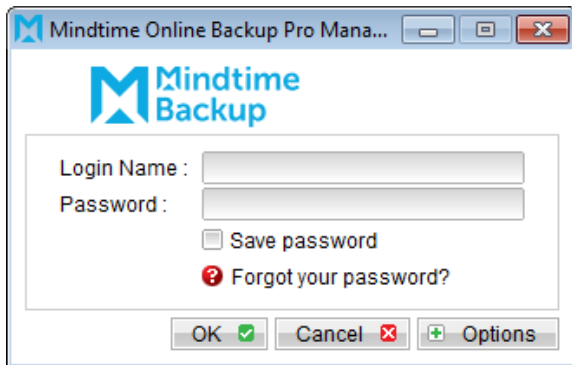 Mindtime Online Backup Pro Mana...
Mindtime
Backup
Login Name :
Password :
Save password
Forgot your password?
OK Cancel Options